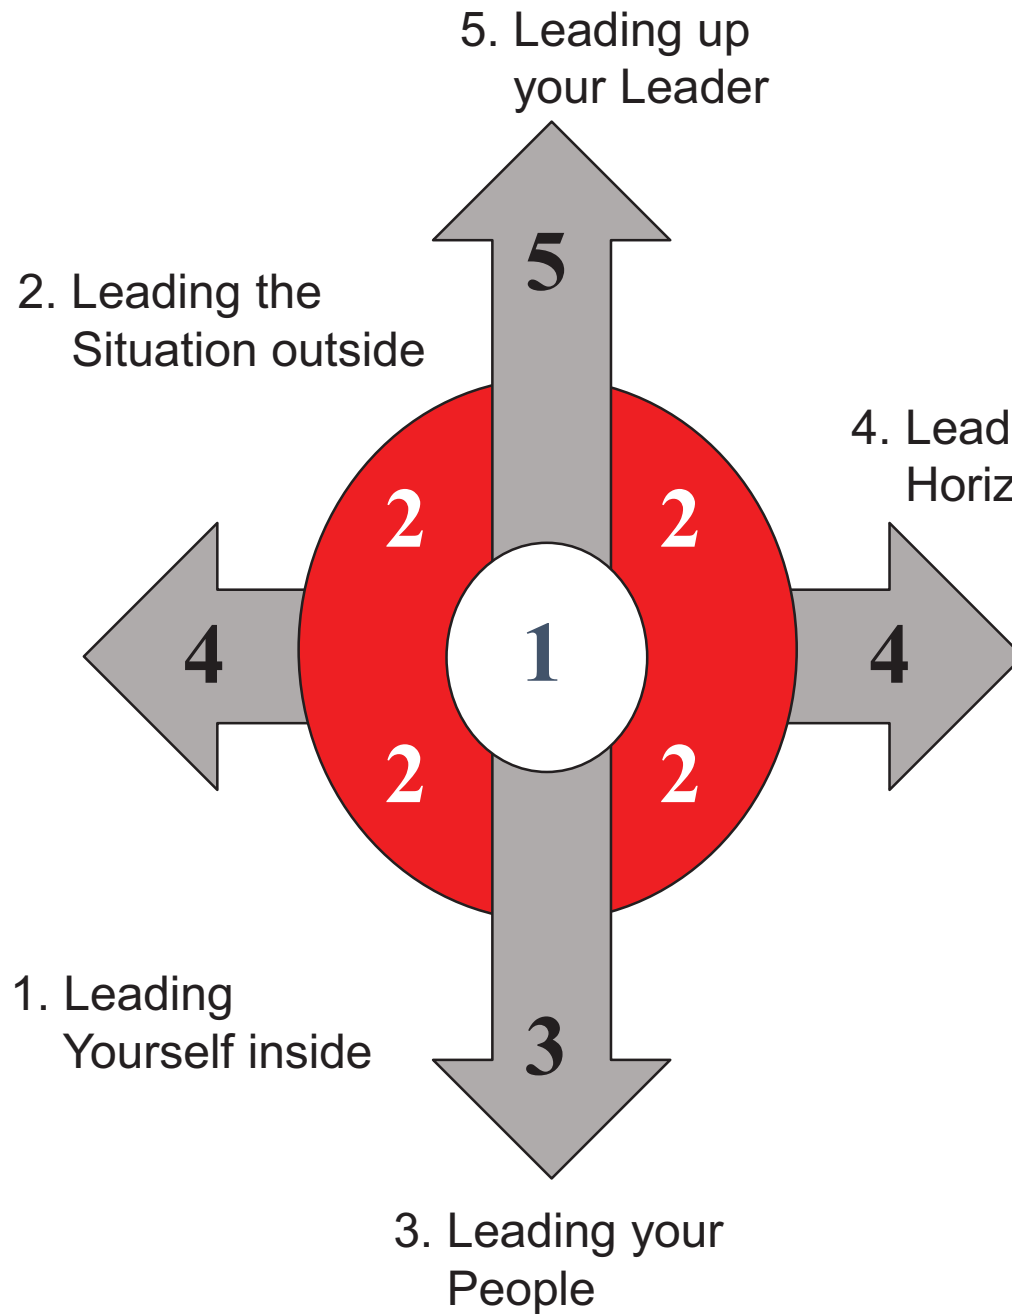 5. Leading up
your Leader
5
2. Leading the
Situation outside
4. Lead
Horiz
2 2
4 1 4
2 2
1. Leading
Yourself inside
3
3. Leading your
People